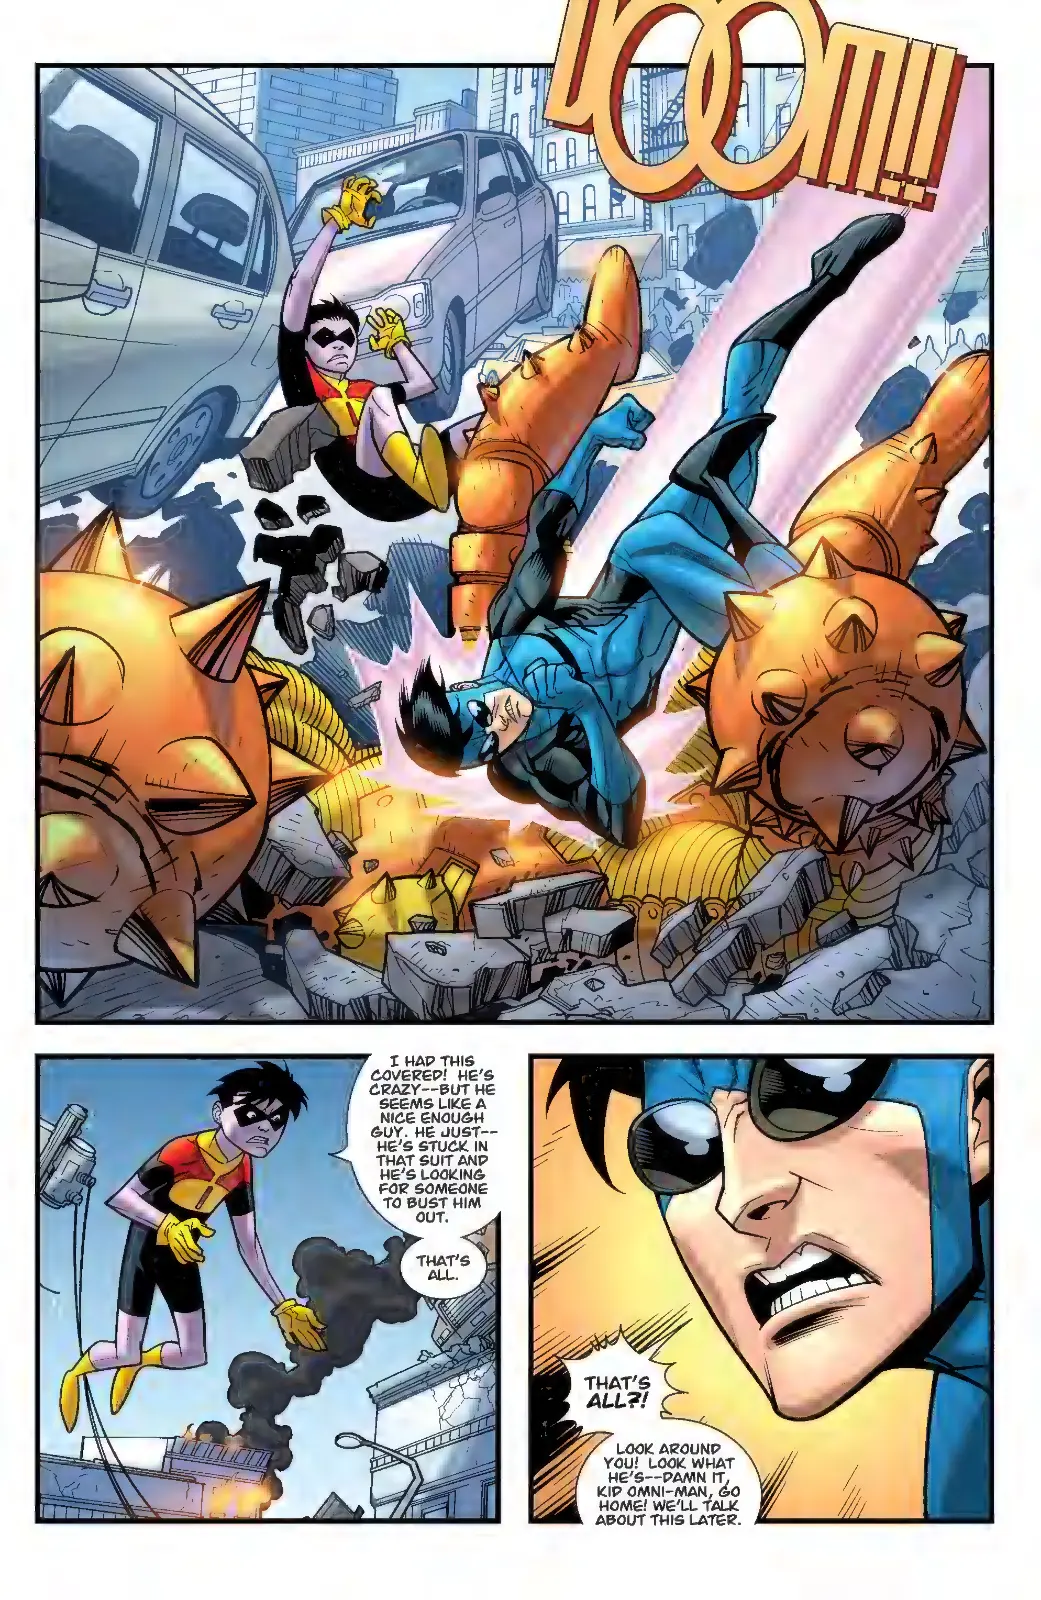 DOOM!!
I HAD THIS
COVERED! HE'S
CRAZY--BUT HE
SEEMS LIKE A
NICE ENOUGH
GUY. HE JUST--
HE'S STUCK IN
THAT SUIT AND
HE'S LOOKING
FOR SOMEONE
TO BUST HIM
OUT.
THAT'S
ALL.
THAT'S
ALL?!
LOOK AROUND
YOU! LOOK WHAT
HE'S--DAMN IT,
KID OMNI-MAN, GO
HOME! WE'LL TALK
ABOUT THIS LATER.